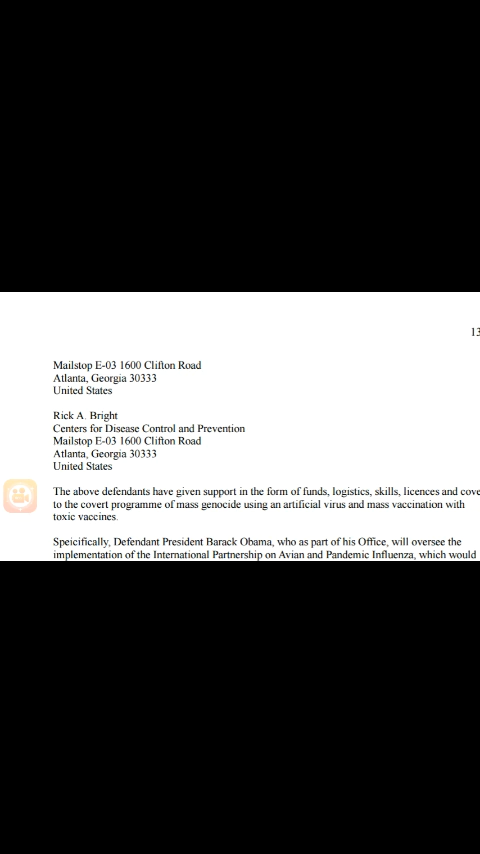 13
Mailstop E-03 1600 Clifton Road
Atlanta, Georgia 30333
United States
Rick A. Bright
Centers for Disease Control and Prevention
Mailstop E-03 1600 Clifton Road
Atlanta, Georgia 30333
United States
The above defendants have given support in the form of funds, logistics, skills, licences and cove
to the covert programme of mass genocide using an artificial virus and mass vaccination with
toxic vaccines.
Speicifically, Defendant President Barack Obama, who as part of his Office, will oversee the
implementation of the International Partnership on Avian and Pandemic Influenza, which would